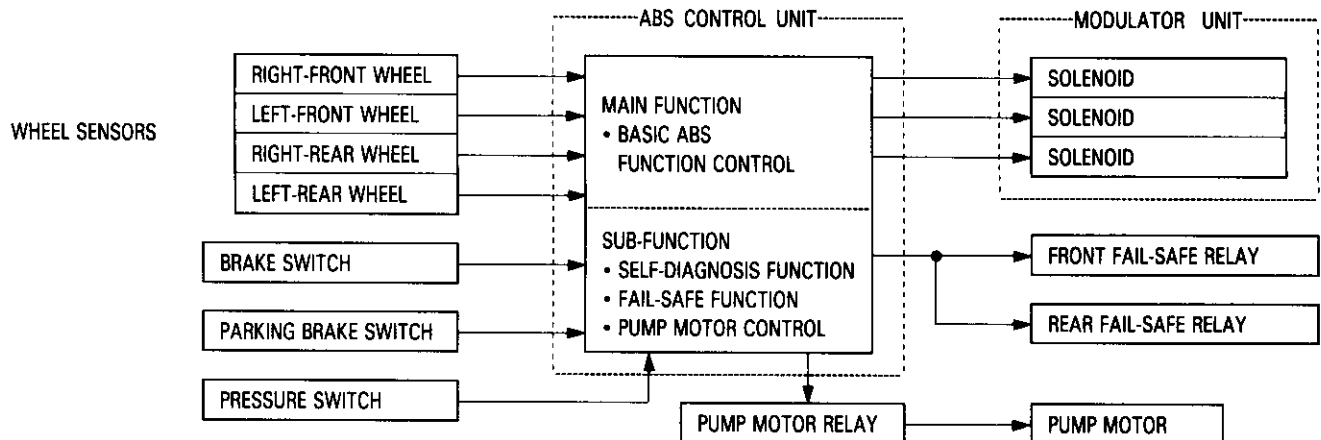 ABS CONTROL UNIT
MODULATOR UNIT
WHEEL SENSORS
RIGHT-FRONT WHEEL
LEFT-FRONT WHEEL
RIGHT-REAR WHEEL
LEFT-REAR WHEEL
BRAKE SWITCH
PARKING BRAKE SWITCH
PRESSURE SWITCH
MAIN FUNCTION
• BASIC ABS
FUNCTION CONTROL
SUB-FUNCTION
• SELF-DIAGNOSIS FUNCTION
• FAIL-SAFE FUNCTION
• PUMP MOTOR CONTROL
SOLENOID
SOLENOID
SOLENOID
FRONT FAIL-SAFE RELAY
REAR FAIL-SAFE RELAY
PUMP MOTOR RELAY
PUMP MOTOR